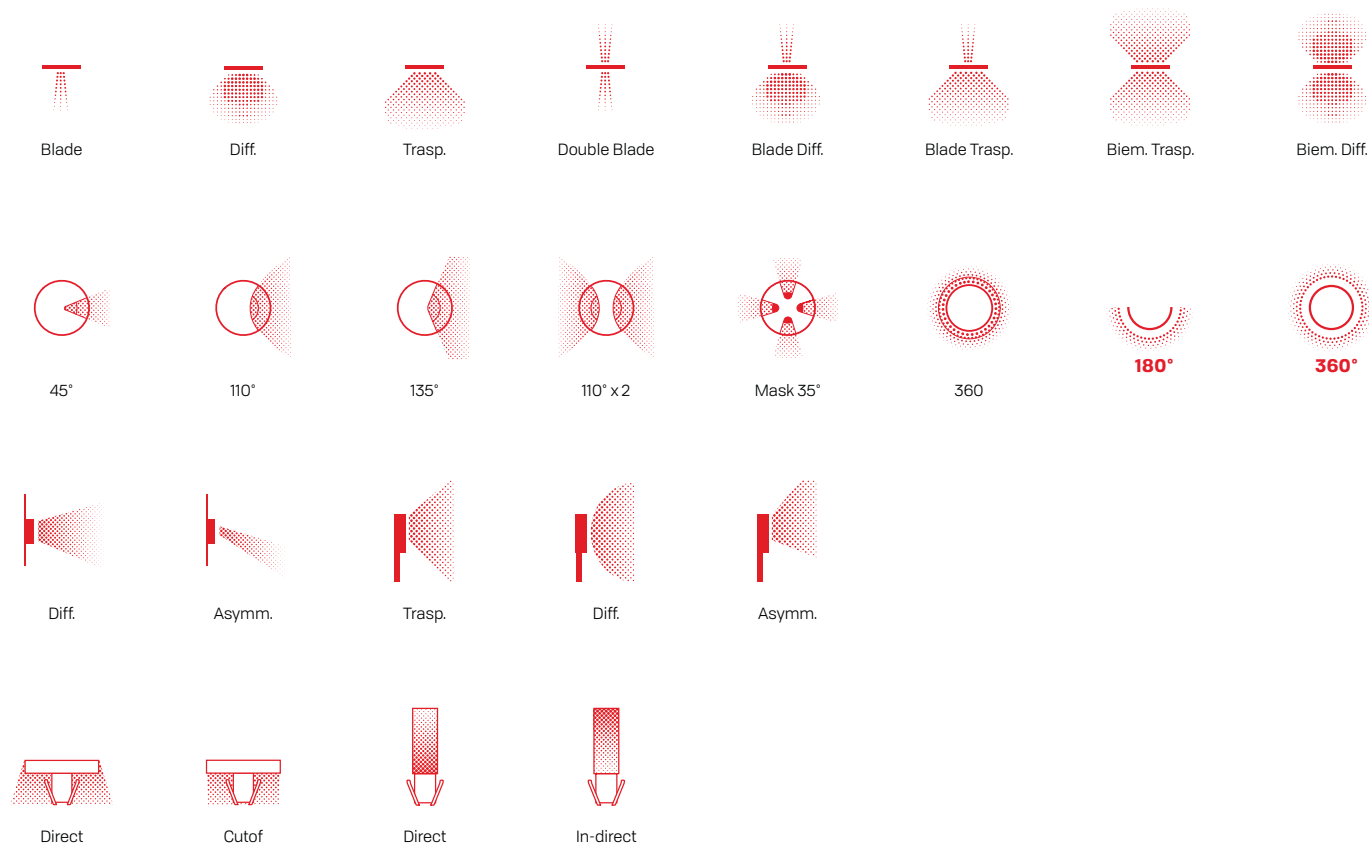 Blade
Diff.
Trasp.
Double Blade
Blade Diff.
Blade Trasp.
Biem. Trasp.
Biem. Diff.
180°
360°
45°
110°
135°
110° x 2
Mask 35°
360
Diff.
Asymm.
Trasp.
Diff.
Asymm.
Direct
Cutof
Direct
In-direct